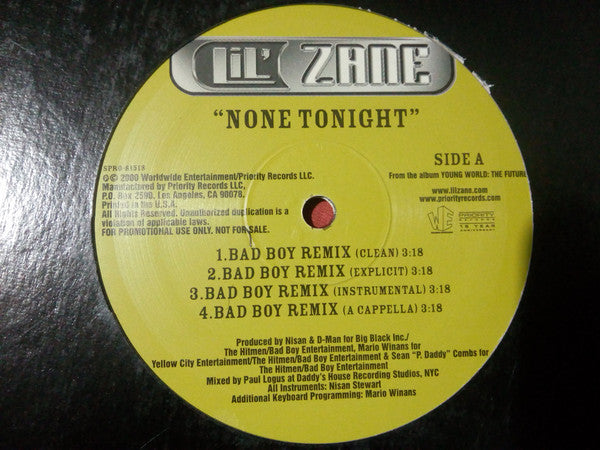 LiL' ZANE
"NONE TONIGHT"
SPRO-81518
℗© 2000 Worldwide Entertainment/Priority Records LLC.
Manufactured by Priority Records LLC,
P.O. Box 2590, Los Angeles, CA 90078.
Printed in the U.S.A.
All Rights Reserved. Unauthorized duplication is a
violation of applicable laws.
FOR PROMOTIONAL USE ONLY. NOT FOR SALE.
SIDE A
From the album YOUNG WORLD: THE FUTURE
www.lilzane.com
www.priorityrecords.com
WE
PRIORITY
RECORDS
15 YEAR
ANNIVERSARY
1.BAD BOY REMIX (CLEAN) 3:18
2.BAD BOY REMIX (EXPLICIT) 3:18
3.BAD BOY REMIX (INSTRUMENTAL) 3:18
4.BAD BOY REMIX (A CAPPELLA) 3:18
Produced by Nisan & D-Man for Big Black Inc./
The Hitmen/Bad Boy Entertainment, Mario Winans for
Yellow City Entertainment/The Hitmen/Bad Boy Entertainment & Sean "P. Daddy" Combs for
The Hitmen/Bad Boy Entertainment
Mixed by Paul Logus at Daddy's House Recording Studios, NYC
All Instruments: Nisan Stewart
Additional Keyboard Programming: Mario Winans